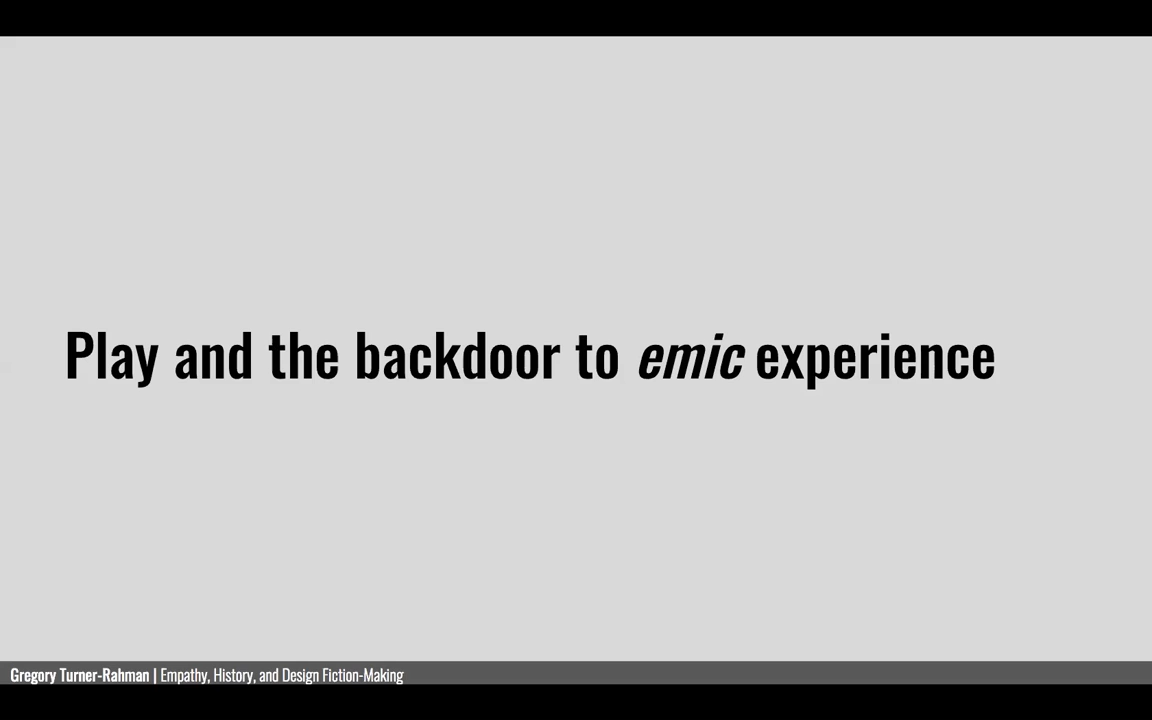 Play and the backdoor to emic experience
Gregory Turner-Rahman | Empathy, History, and Design Fiction-Making